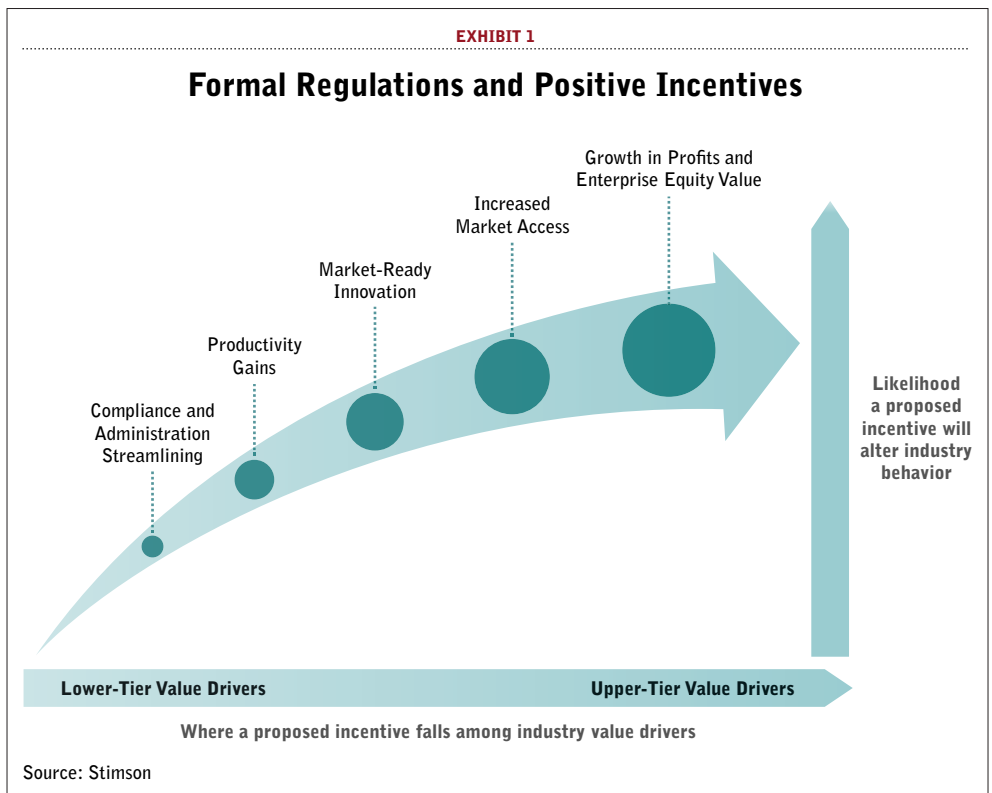 EXHIBIT 1
Formal Regulations and Positive Incentives
Growth in Profits and
Enterprise Equity Value
Increased
Market Access
Market-Ready
Innovation
Productivity
Gains
Compliance and
Administration
Streamlining
Likelihood
a proposed
incentive will
alter industry
behavior
Lower-Tier Value Drivers
Upper-Tier Value Drivers
Where a proposed incentive falls among industry value drivers
Source: Stimson